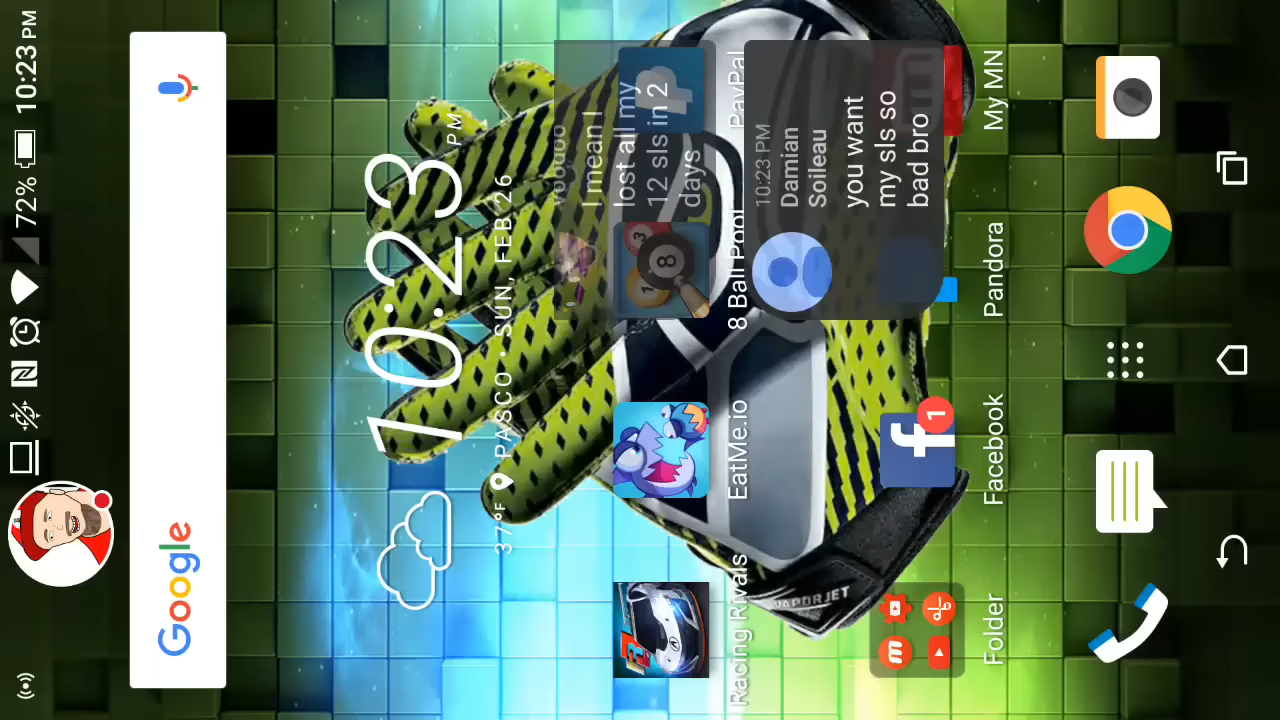 72% 10:23 PM
Google
10:23 PM
37°F PASCO • SUN, FEB 26
voodoo
I mean I
lost all my
12 sls in 2
days
10:23 PM
Damian
Soileau
you want
my sls so
bad bro
Racing Rivals
EatMe.io
8 Ball Pool
PayPal
VAPORJET
1
Folder
Facebook
Pandora
My MN